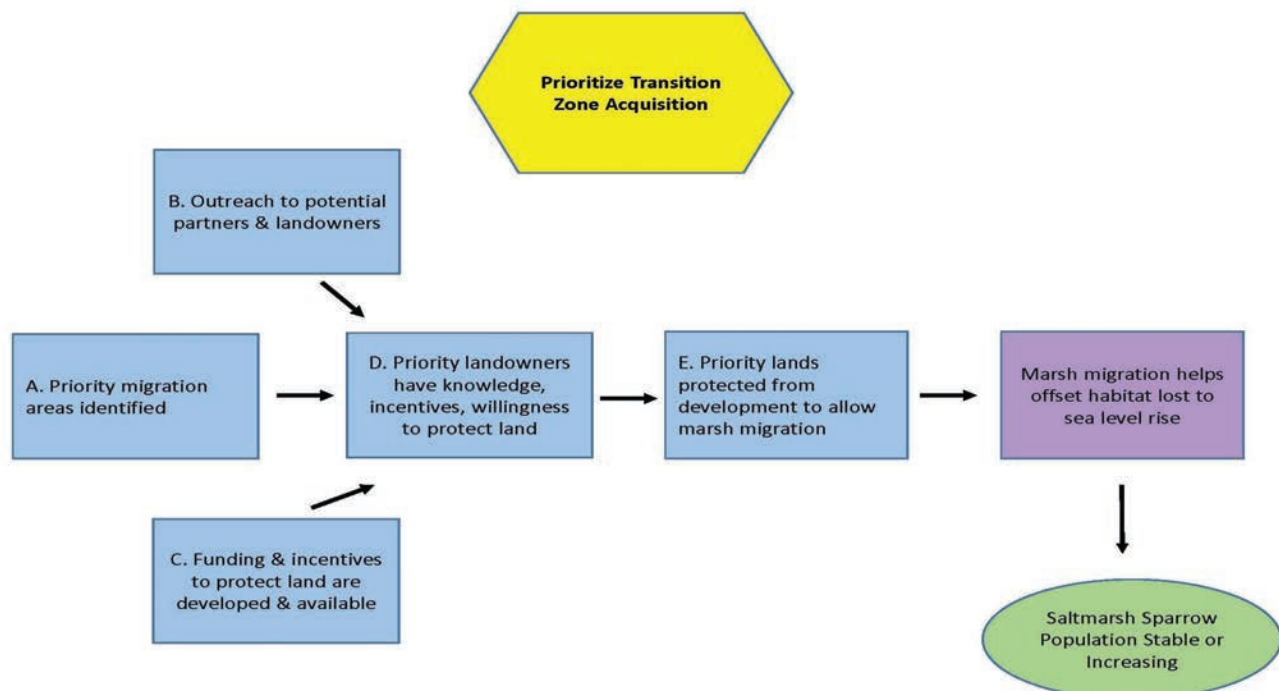 Prioritize Transition
Zone Acquisition
B. Outreach to potential
partners & landowners
A. Priority migration
areas identified
D. Priority landowners
have knowledge,
incentives, willingness
to protect land
E. Priority lands
protected from
development to allow
marsh migration
Marsh migration helps
offset habitat lost to
sea level rise
C. Funding & incentives
to protect land are
developed & available
Saltmarsh Sparrow
Population Stable or
Increasing